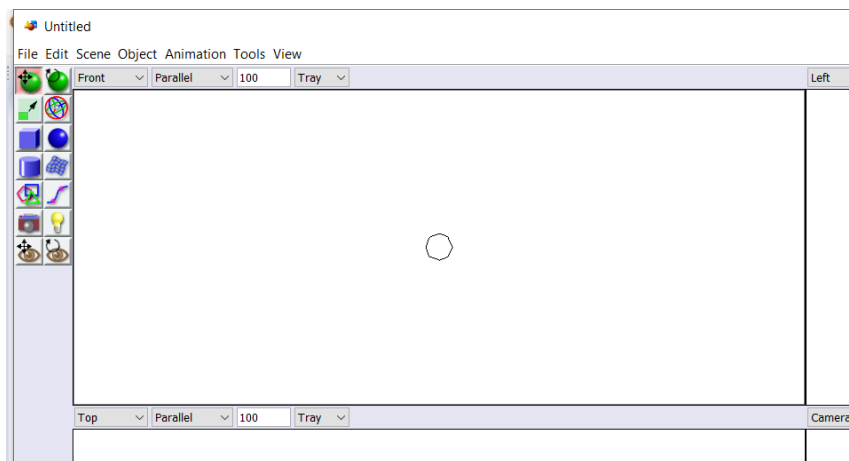 Untitled
File Edit Scene Object Animation Tools View
Front Parallel 100 Tray Left
Top Parallel 100 Tray Camera